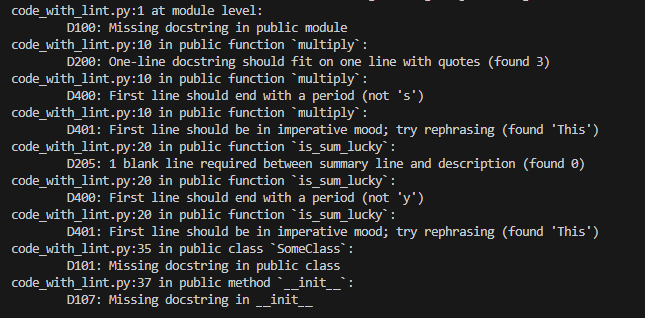 code_with_lint.py:1 at module level:
        D100: Missing docstring in public module
code_with_lint.py:10 in public function `multiply`:
        D200: One-line docstring should fit on one line with quotes (found 3)
code_with_lint.py:10 in public function `multiply`:
        D400: First line should end with a period (not 's')
code_with_lint.py:10 in public function `multiply`:
        D401: First line should be in imperative mood; try rephrasing (found 'This')
code_with_lint.py:20 in public function `is_sum_lucky`:
        D205: 1 blank line required between summary line and description (found 0)
code_with_lint.py:20 in public function `is_sum_lucky`:
        D400: First line should end with a period (not 'y')
code_with_lint.py:20 in public function `is_sum_lucky`:
        D401: First line should be in imperative mood; try rephrasing (found 'This')
code_with_lint.py:35 in public class `SomeClass`:
        D101: Missing docstring in public class
code_with_lint.py:37 in public method `__init__`:
        D107: Missing docstring in __init__